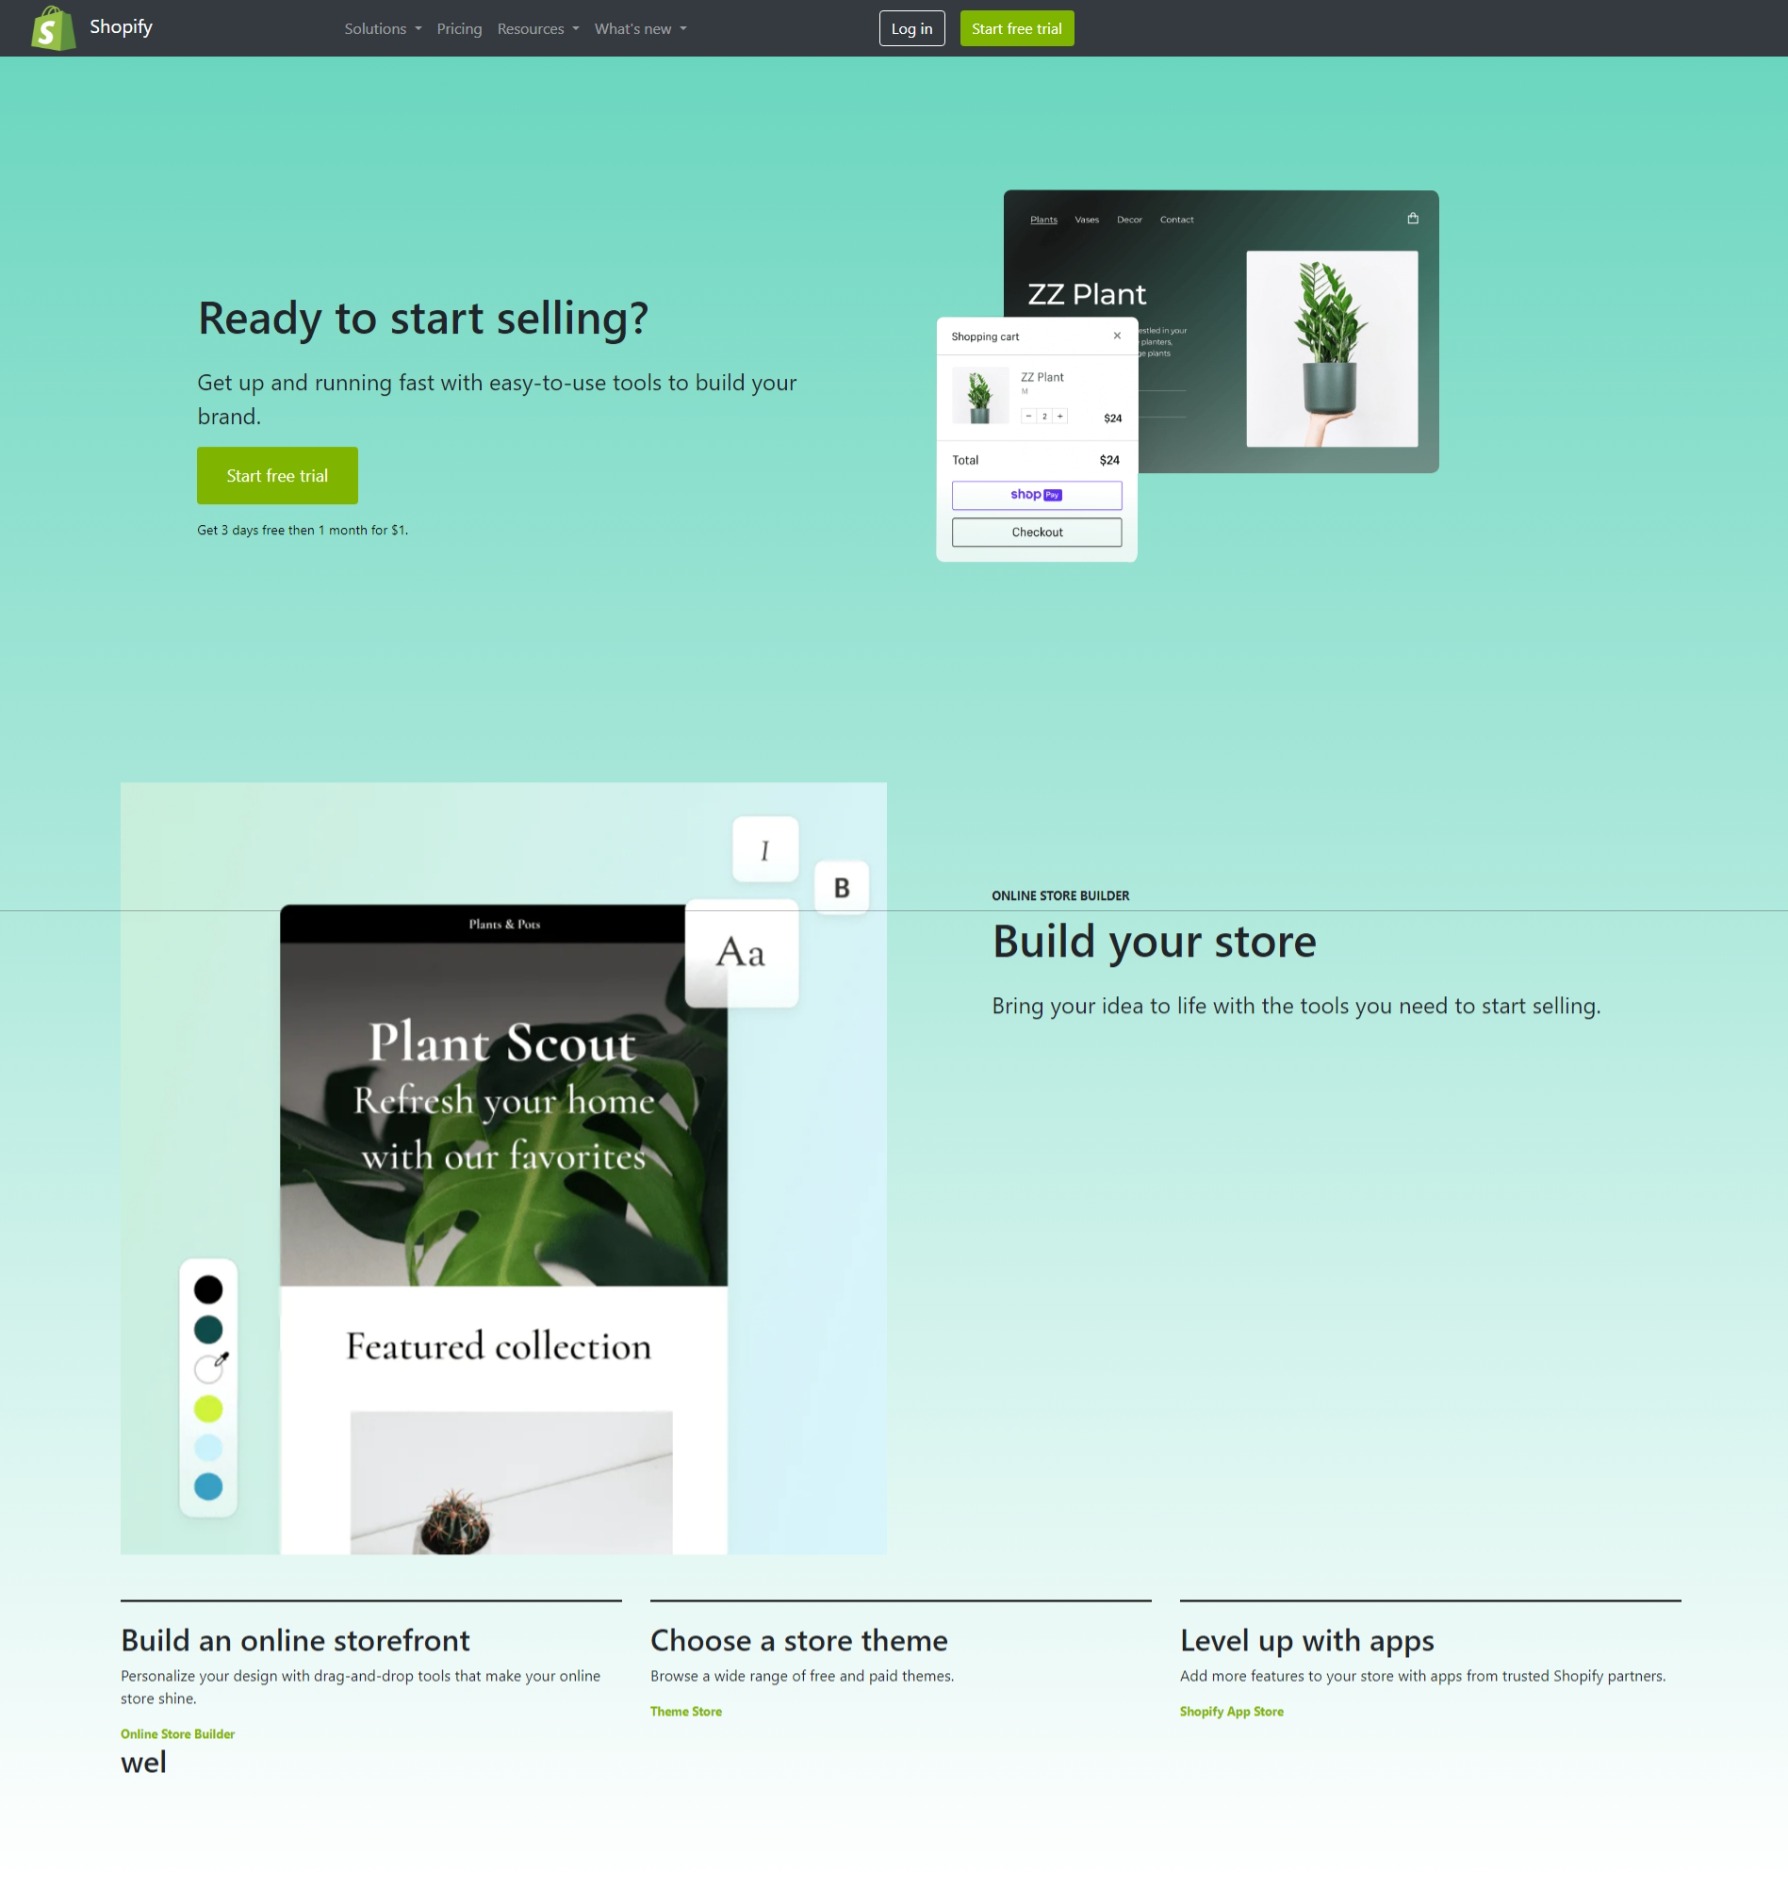 Shopify
Solutions
Pricing
Resources
What's new
Log in
Start free trial
Ready to start selling?
Get up and running fast with easy-to-use tools to build your
brand.
Start free trial
Get 3 days free then 1 month for $1.
Plants
Vases
Decor
Contact
ZZ Plant
estled in your
planters,
ge plants
Shopping cart
ZZ Plant
M
− 2 +
$24
Total
$24
shop Pay
Checkout
I
B
Aa
Plants & Pots
Plant Scout
Refresh your home
with our favorites
Featured collection
ONLINE STORE BUILDER
Build your store
Bring your idea to life with the tools you need to start selling.
Build an online storefront
Personalize your design with drag-and-drop tools that make your online
store shine.
Online Store Builder
wel
Choose a store theme
Browse a wide range of free and paid themes.
Theme Store
Level up with apps
Add more features to your store with apps from trusted Shopify partners.
Shopify App Store